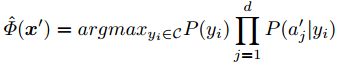 Φ̂(x′) = argmax_{y_i∈𝒞} P(y_i) ∏_{j=1}^{d} P(a′_j|y_i)